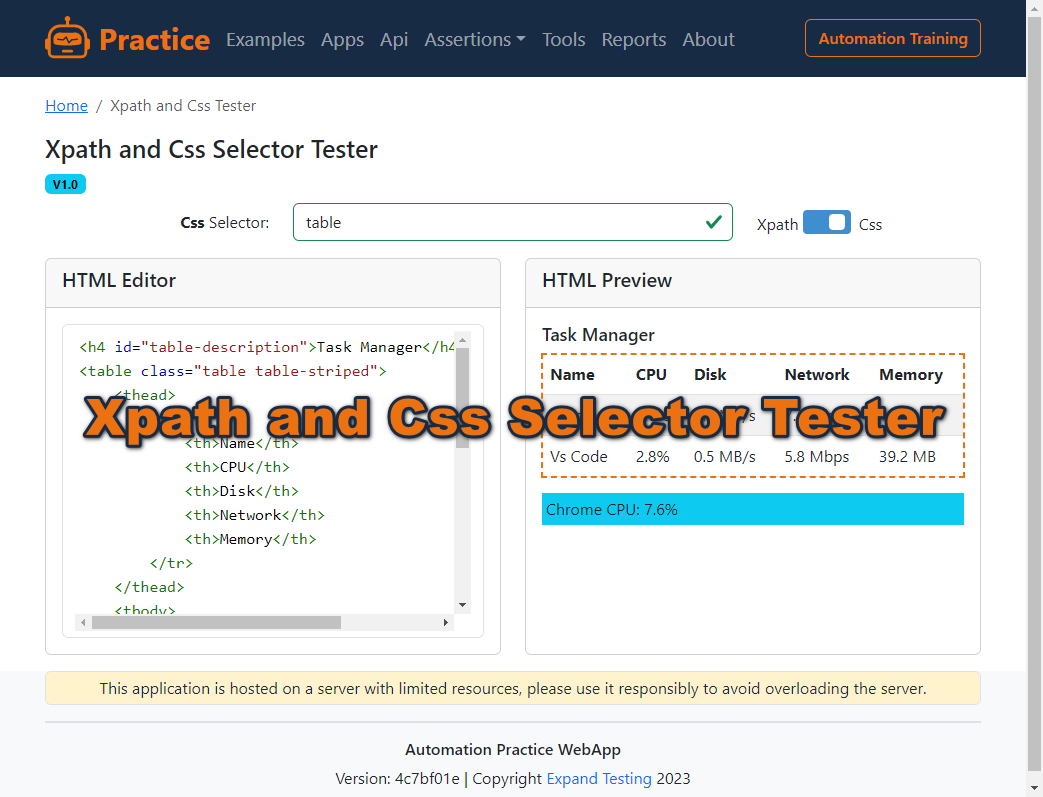 Practice Examples Apps Api Assertions Tools Reports About Automation Training
Home / Xpath and Css Tester
Xpath and Css Selector Tester
V1.0
Css Selector: table Xpath Css
HTML Editor
<h4 id="table-description">Task Manager</h4
<table class="table table-striped">
<thead>
<th>Name</th>
<th>CPU</th>
<th>Disk</th>
<th>Network</th>
<th>Memory</th>
</tr>
</thead>
<tbody>
HTML Preview
Task Manager
Name CPU Disk Network Memory
Vs Code 2.8% 0.5 MB/s 5.8 Mbps 39.2 MB
Chrome CPU: 7.6%
Xpath and Css Selector Tester
This application is hosted on a server with limited resources, please use it responsibly to avoid overloading the server.
Automation Practice WebApp
Version: 4c7bf01e | Copyright Expand Testing 2023